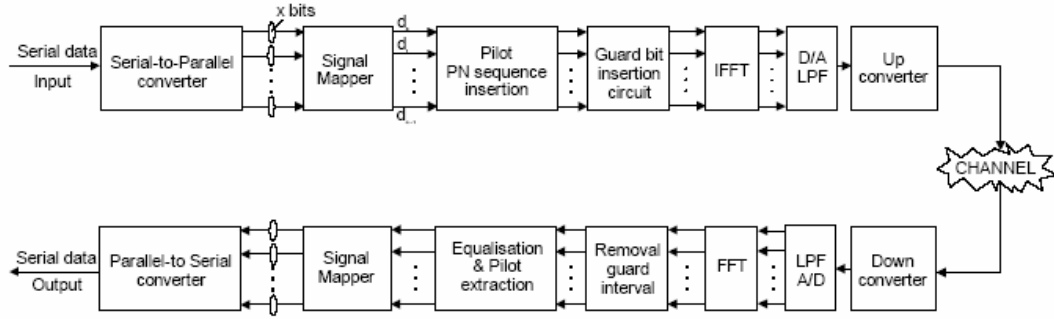 x bits
Serial data
Input
Serial-to-Parallel
converter
Signal
Mapper
Pilot
PN sequence
insertion
Guard bit
insertion
circuit
IFFT
D/A
LPF
Up
converter
CHANNEL
Serial data
Output
Parallel-to Serial
converter
Signal
Mapper
Equalisation
& Pilot
extraction
Removal
guard
interval
FFT
LPF
A/D
Down
converter